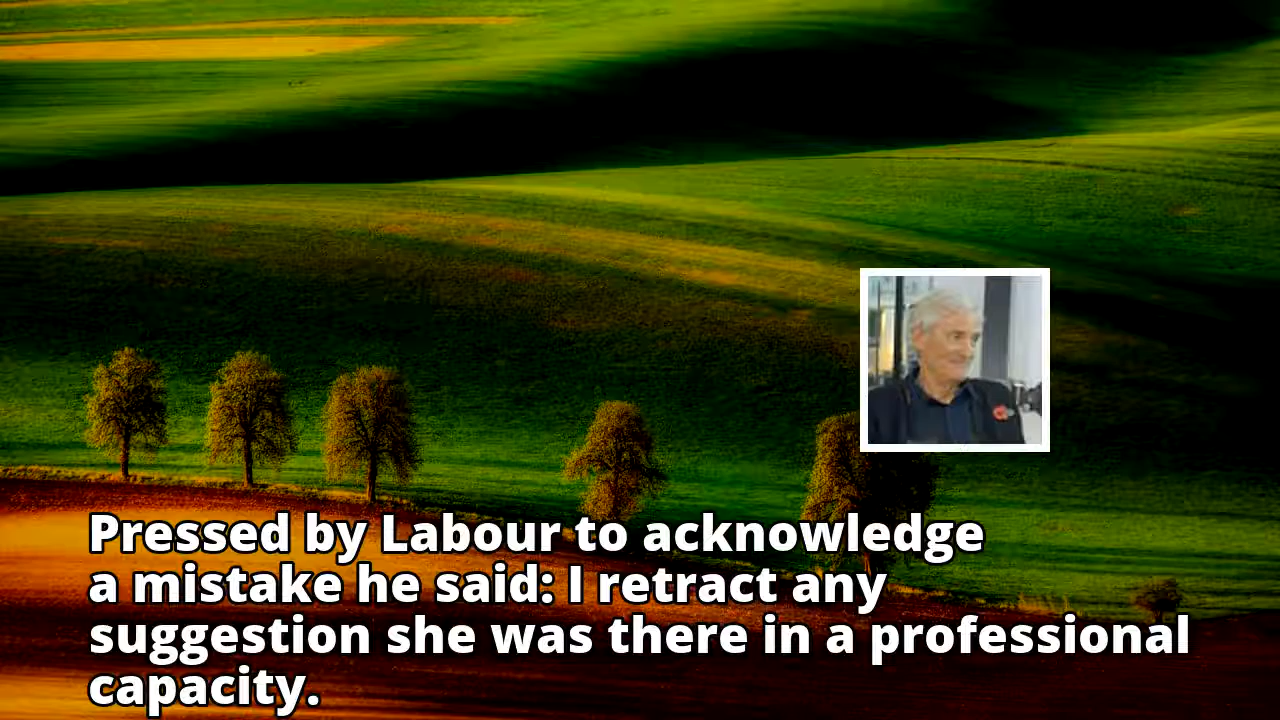 Pressed by Labour to acknowledge
a mistake he said: I retract any
suggestion she was there in a professional
capacity.